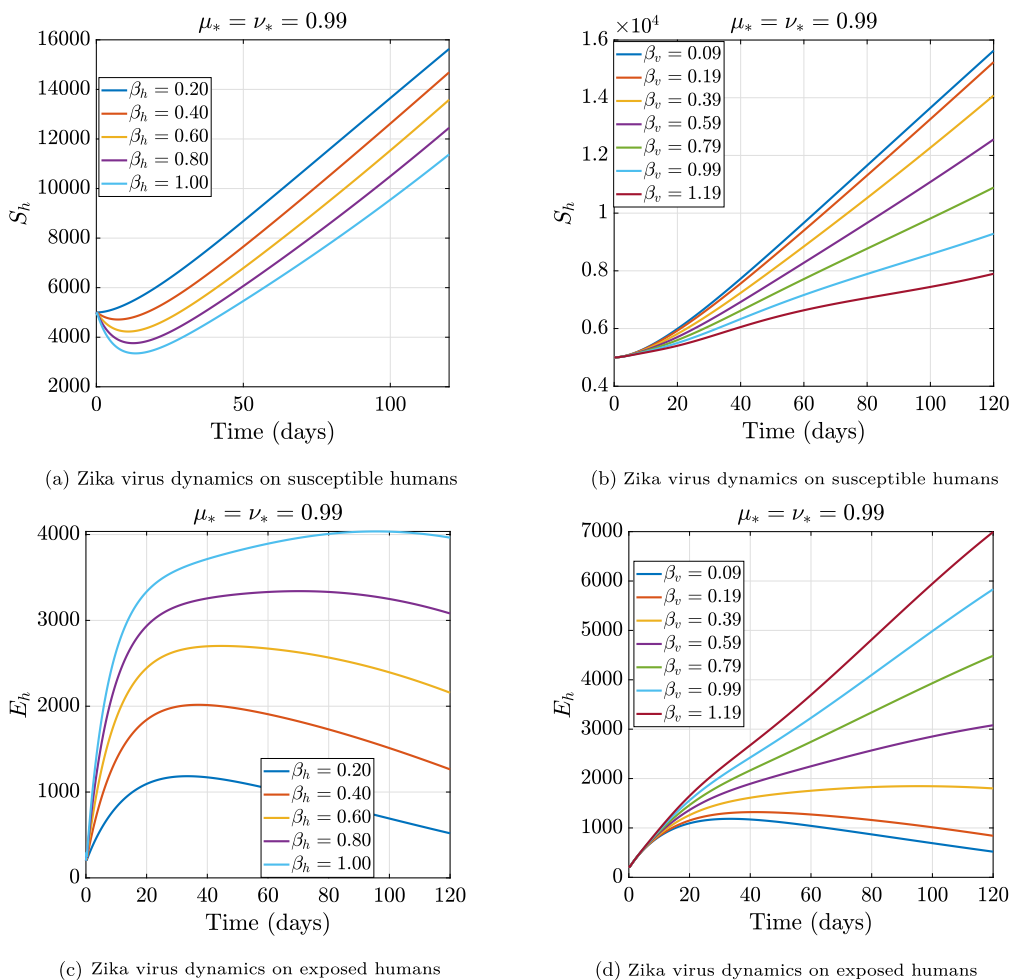 μ* = ν* = 0.99
16000
14000
12000
10000
8000
6000
4000
2000
S_h
β_h = 0.20
β_h = 0.40
β_h = 0.60
β_h = 0.80
β_h = 1.00
0
50
100
Time (days)
(a) Zika virus dynamics on susceptible humans
μ* = ν* = 0.99
×10^4
1.6
1.4
1.2
1
0.8
0.6
0.4
S_h
β_v = 0.09
β_v = 0.19
β_v = 0.39
β_v = 0.59
β_v = 0.79
β_v = 0.99
β_v = 1.19
0
20
40
60
80
100
120
Time (days)
(b) Zika virus dynamics on susceptible humans
μ* = ν* = 0.99
4000
3000
2000
1000
0
E_h
β_h = 0.20
β_h = 0.40
β_h = 0.60
β_h = 0.80
β_h = 1.00
0
20
40
60
80
100
120
Time (days)
(c) Zika virus dynamics on exposed humans
μ* = ν* = 0.99
7000
6000
5000
4000
3000
2000
1000
0
E_h
β_v = 0.09
β_v = 0.19
β_v = 0.39
β_v = 0.59
β_v = 0.79
β_v = 0.99
β_v = 1.19
0
20
40
60
80
100
120
Time (days)
(d) Zika virus dynamics on exposed humans